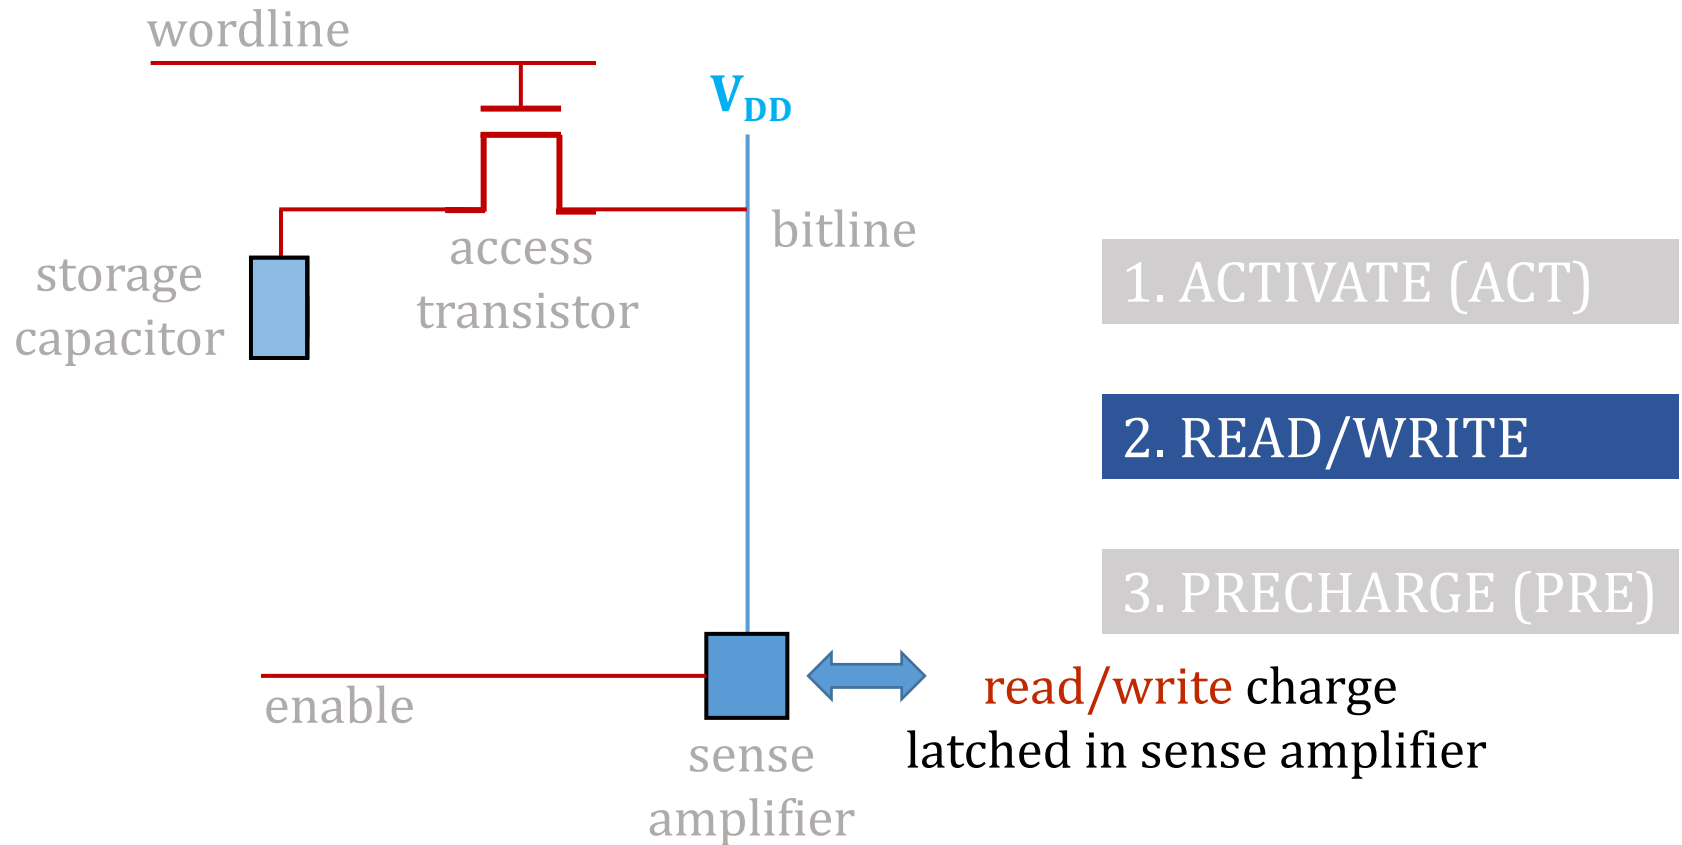 wordline
V_DD
bitline
access
transistor
storage
capacitor
1. ACTIVATE (ACT)
2. READ/WRITE
3. PRECHARGE (PRE)
enable
sense
amplifier
read/write charge
latched in sense amplifier